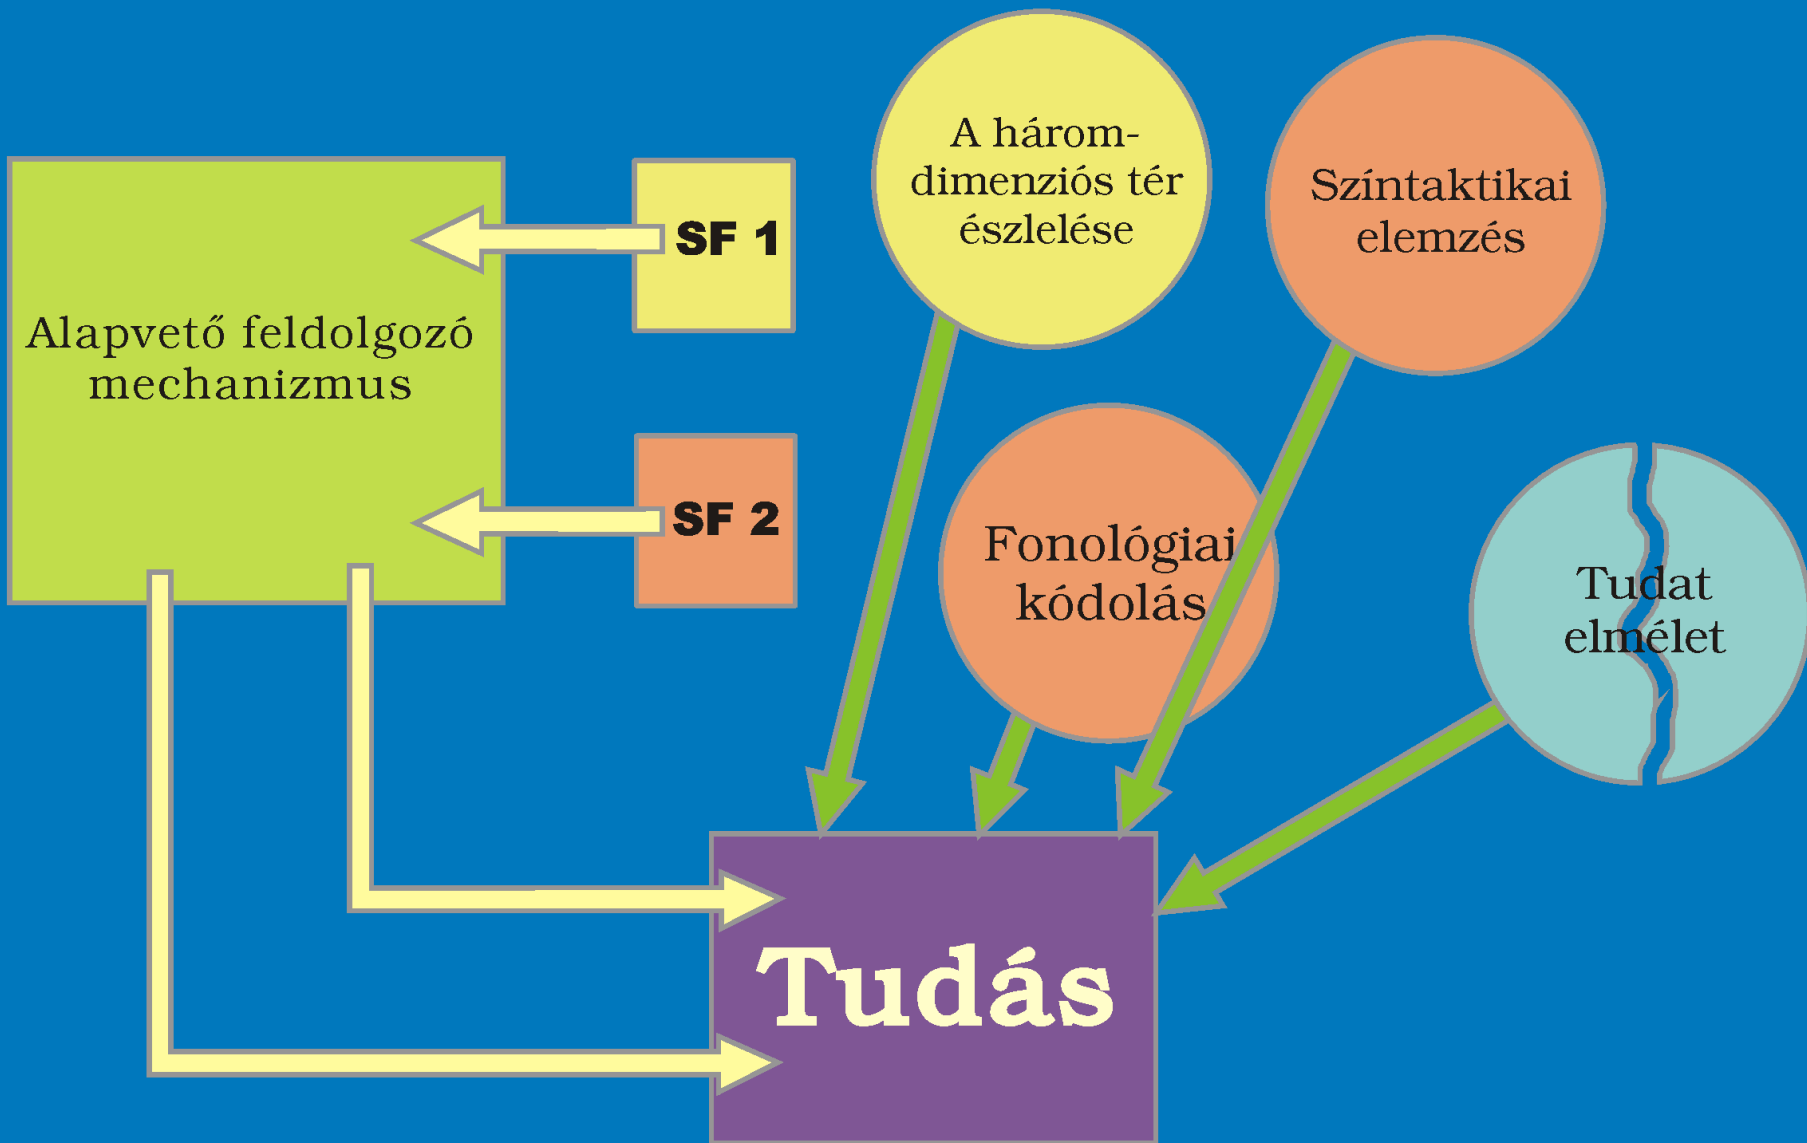 Alapvető feldolgozó
mechanizmus
SF 1
SF 2
A három-
dimenziós tér
észlelése
Színtaktikai
elemzés
Fonológiai
kódolás
Tudat
elmélet
Tudás